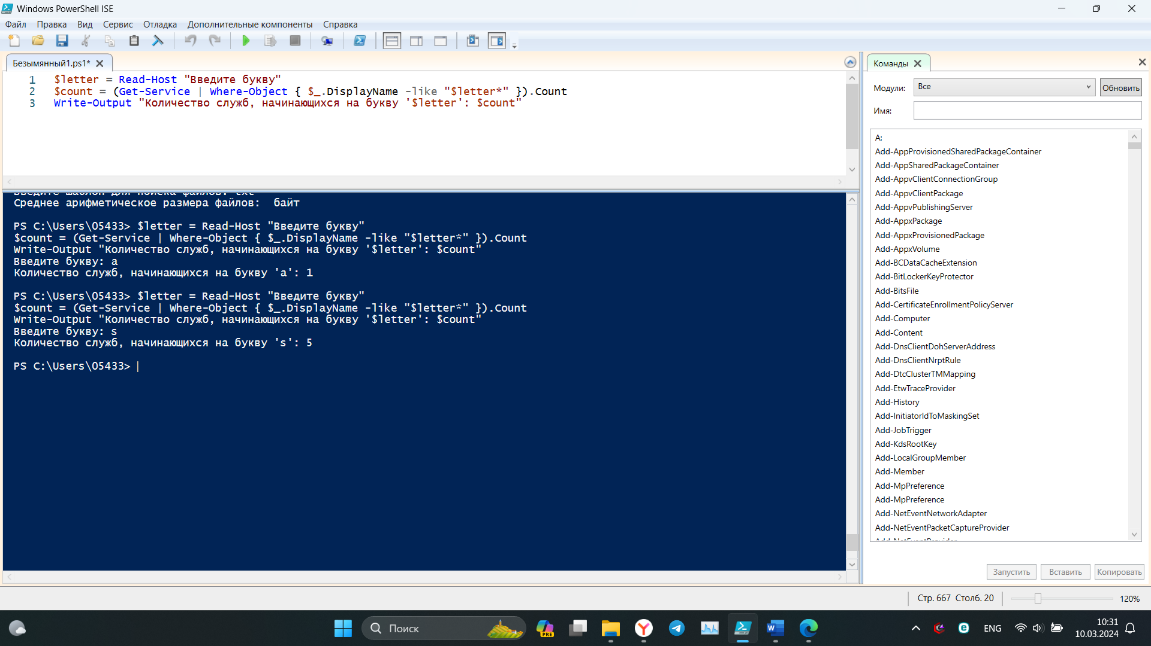 Windows PowerShell ISE
Файл Правка Вид Сервис Отладка Дополнительные компоненты Справка
Безымянный1.ps1*
1 $letter = Read-Host "Введите букву"
2 $count = (Get-Service | Where-Object { $_.DisplayName -like "$letter*" }).Count
3 Write-Output "Количество служб, начинающихся на букву '$letter': $count"
Среднее арифметическое размера файлов:  байт
PS C:\Users\O5433> $letter = Read-Host "Введите букву"
$count = (Get-Service | Where-Object { $_.DisplayName -like "$letter*" }).Count
Write-Output "Количество служб, начинающихся на букву '$letter': $count"
Введите букву: a
Количество служб, начинающихся на букву 'a': 1
PS C:\Users\O5433> $letter = Read-Host "Введите букву"
$count = (Get-Service | Where-Object { $_.DisplayName -like "$letter*" }).Count
Write-Output "Количество служб, начинающихся на букву '$letter': $count"
Введите букву: s
Количество служб, начинающихся на букву 's': 5
PS C:\Users\O5433>
Команды
Модули: Все Обновить
Имя:
A:
Add-AppProvisionedSharedPackageContainer
Add-AppSharedPackageContainer
Add-AppvClientConnectionGroup
Add-AppvClientPackage
Add-AppvPublishingServer
Add-AppxPackage
Add-AppxProvisionedPackage
Add-AppxVolume
Add-BCDataCacheExtension
Add-BitLockerKeyProtector
Add-BitsFile
Add-CertificateEnrollmentPolicyServer
Add-Computer
Add-Content
Add-DnsClientDohServerAddress
Add-DnsClientNrptRule
Add-DtcClusterTMMapping
Add-EtwTraceProvider
Add-History
Add-InitiatorIdToMaskingSet
Add-JobTrigger
Add-KdsRootKey
Add-LocalGroupMember
Add-Member
Add-MpPreference
Add-MpPreference
Add-NetEventNetworkAdapter
Add-NetEventPacketCaptureProvider
Запустить Вставить Копировать
Стр. 667 Столб. 20 120%
Поиск
ENG
10:31
10.03.2024